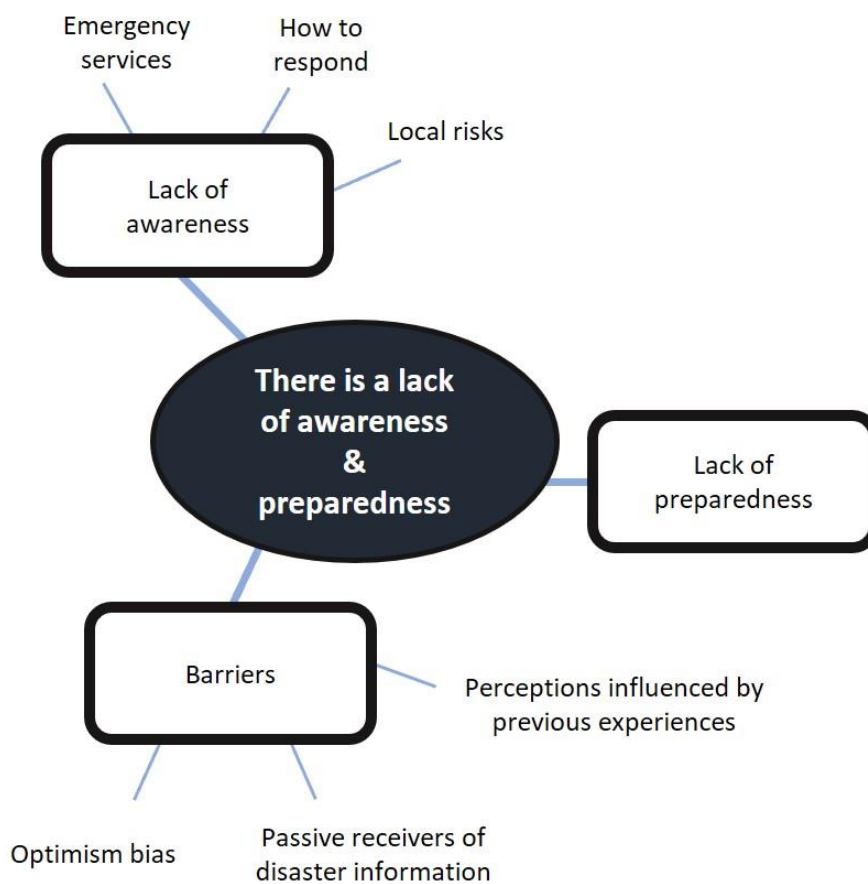 Emergency
services
How to
respond
Local risks
Lack of
awareness
There is a lack
of awareness
&
preparedness
Lack of
preparedness
Barriers
Perceptions influenced by
previous experiences
Optimism bias
Passive receivers of
disaster information